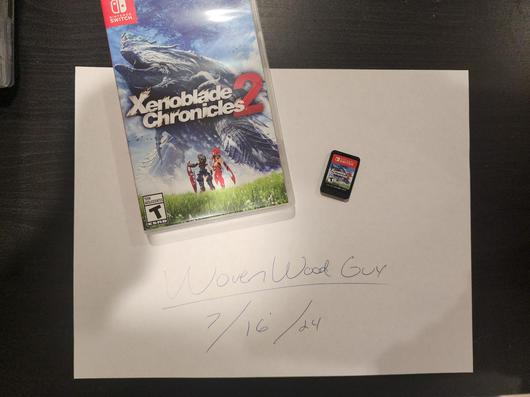 NINTENDO
SWITCH
Xenoblade
Chronicles 2
T
WovenWood Guy
7/16/24